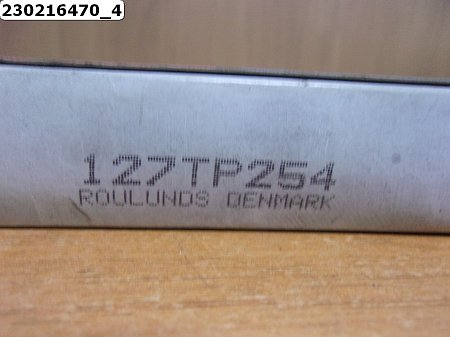 230216470_4
127TP254
ROULUNDS DENMARK